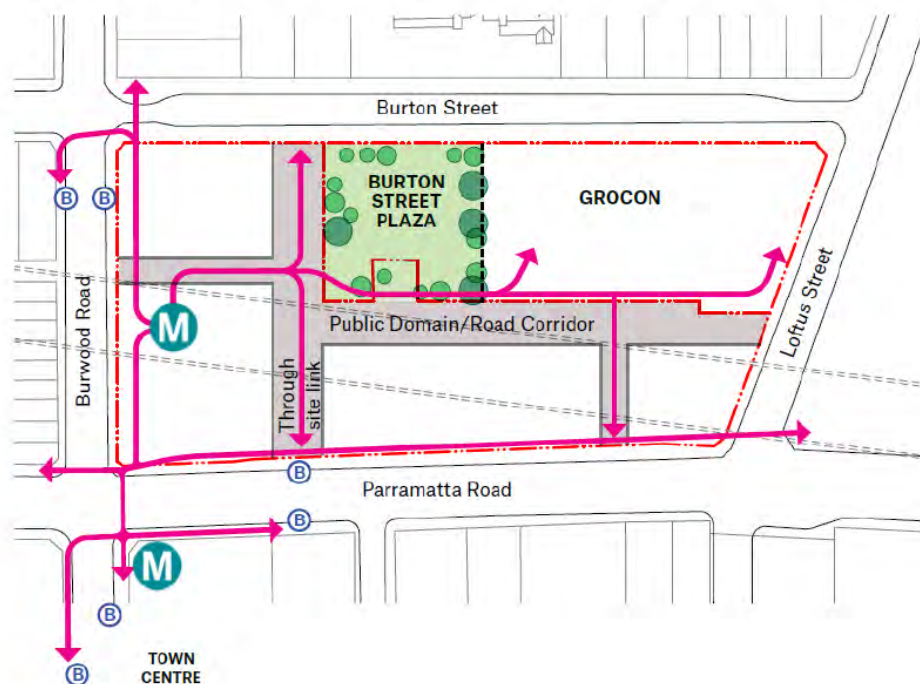 Burton Street
BURTON
STREET
PLAZA
GROCON
B
B
Burwood Road
M
Public Domain/Road Corridor
Loftus Street
Through
site link
B
Parramatta Road
B
M
B
B
TOWN
CENTRE